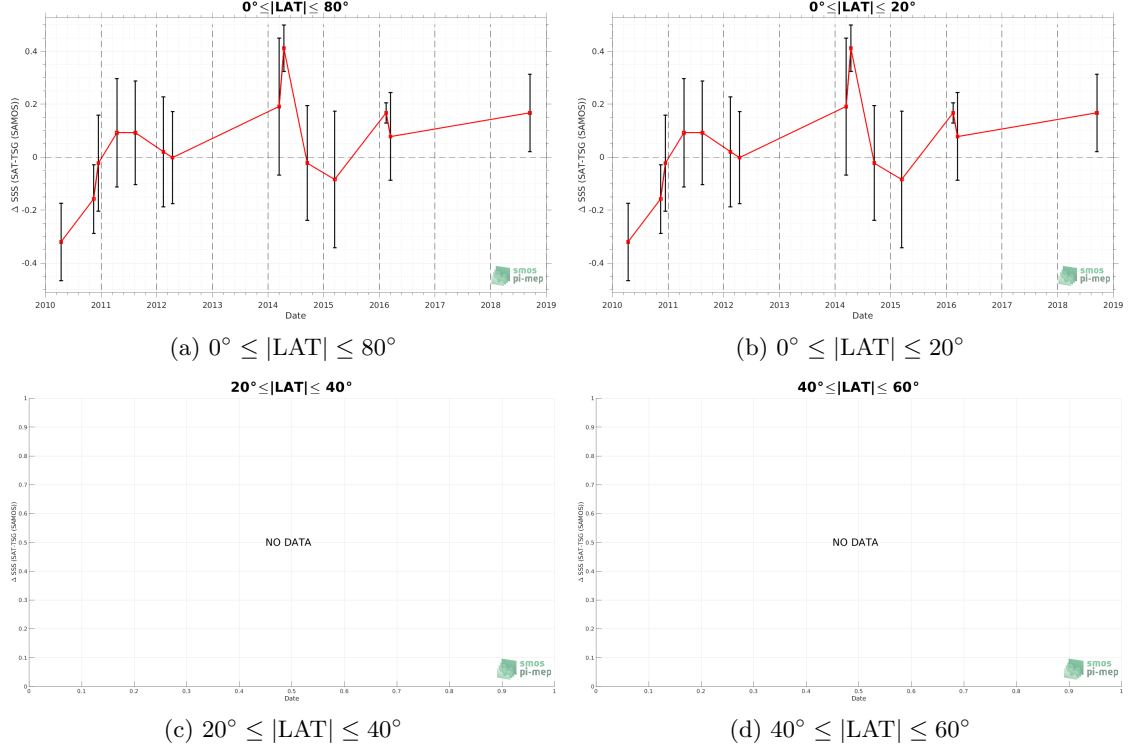 0°≤|LAT|≤ 80°
Δ SSS (SAT-TSG (SAMOS))
0.4
0.2
0
-0.2
-0.4
2010 2011 2012 2013 2014 2015 2016 2017 2018 2019
Date
smos
pi-mep
(a) 0° ≤ |LAT| ≤ 80°
0°≤|LAT|≤ 20°
Δ SSS (SAT-TSG (SAMOS))
0.4
0.2
0
-0.2
-0.4
2010 2011 2012 2013 2014 2015 2016 2017 2018 2019
Date
smos
pi-mep
(b) 0° ≤ |LAT| ≤ 20°
20°≤|LAT|≤ 40°
Δ SSS (SAT-TSG (SAMOS))
1
0.9
0.8
0.7
0.6
0.5
0.4
0.3
0.2
0.1
0
NO DATA
0 0.1 0.2 0.3 0.4 0.5 0.6 0.7 0.8 0.9 1
Date
smos
pi-mep
(c) 20° ≤ |LAT| ≤ 40°
40°≤|LAT|≤ 60°
Δ SSS (SAT-TSG (SAMOS))
1
0.9
0.8
0.7
0.6
0.5
0.4
0.3
0.2
0.1
0
NO DATA
0 0.1 0.2 0.3 0.4 0.5 0.6 0.7 0.8 0.9 1
Date
smos
pi-mep
(d) 40° ≤ |LAT| ≤ 60°